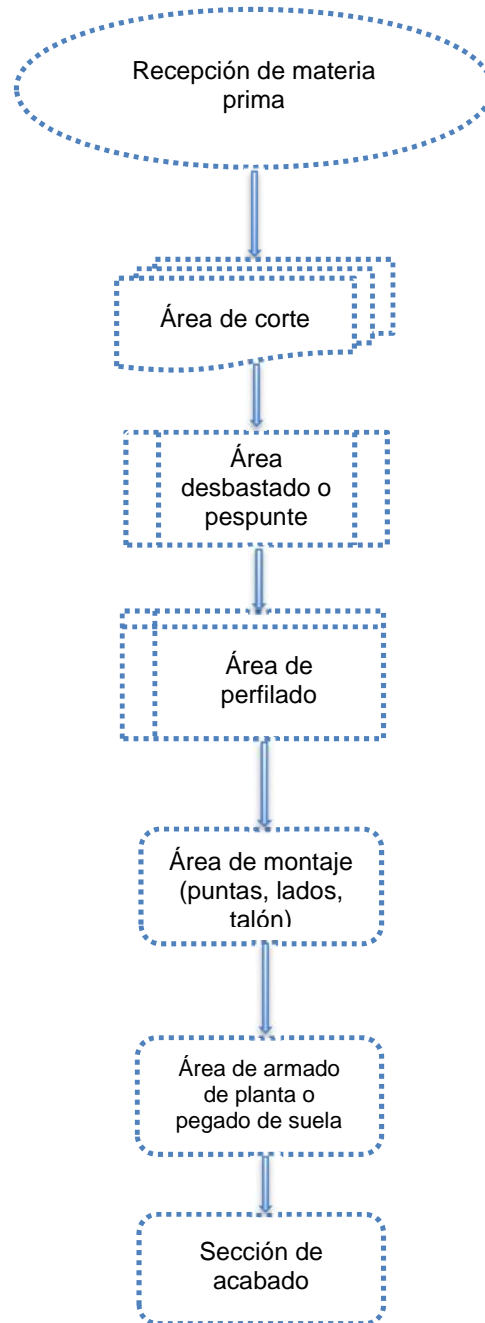 Recepción de materia
prima
Área de corte
Área
desbastado o
pespunte
Área de
perfilado
Área de montaje
(puntas, lados,
talón)
Área de armado
de planta o
pegado de suela
Sección de
acabado